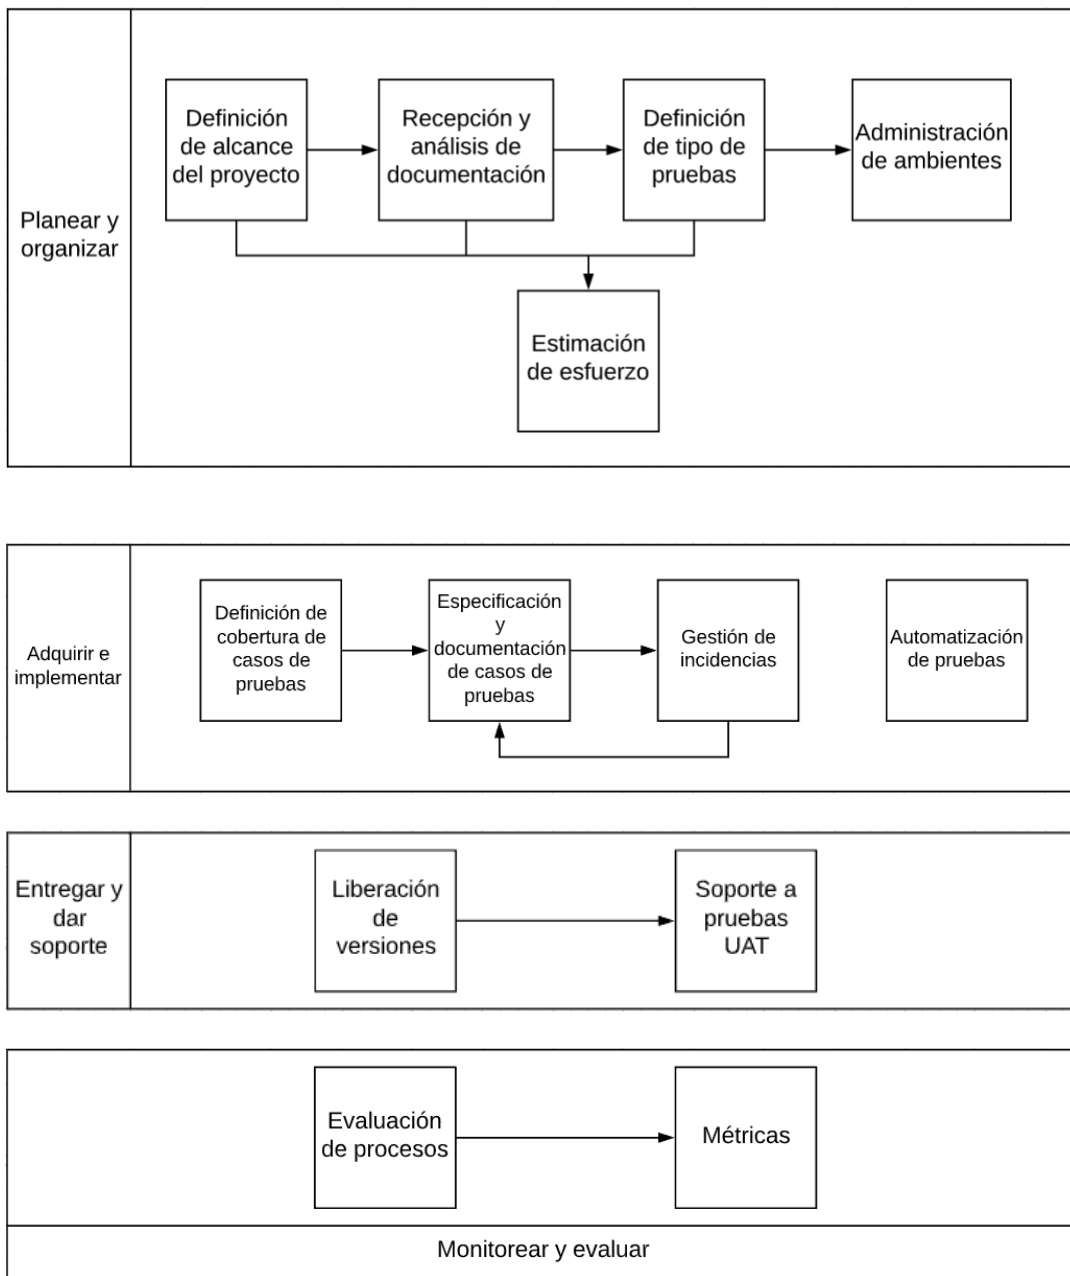 Planear y
organizar
Definición
de alcance
del proyecto
Recepción y
análisis de
documentación
Definición
de tipo de
pruebas
Administración
de ambientes
Estimación
de esfuerzo
Adquirir e
implementar
Definición de
cobertura de
casos de
pruebas
Especificación
y
documentación
de casos de
pruebas
Gestión de
incidencias
Automatización
de pruebas
Entregar y
dar
soporte
Liberación
de
versiones
Soporte a
pruebas
UAT
Evaluación
de procesos
Métricas
Monitorear y evaluar